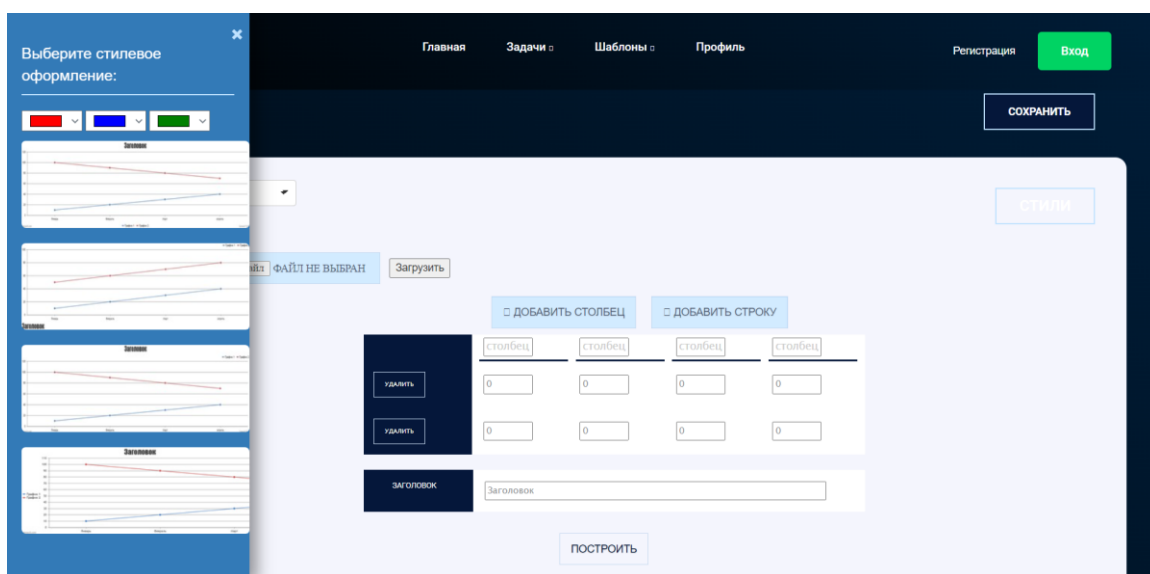 Выберите стилевое
оформление:
×
Главная
Задачи
Шаблоны
Профиль
Регистрация
Вход
СОХРАНИТЬ
СТИЛИ
Заголовок
Заголовок
Заголовок
Заголовок
айл
ФАЙЛ НЕ ВЫБРАН
Загрузить
ДОБАВИТЬ СТОЛБЕЦ
ДОБАВИТЬ СТРОКУ
столбец
столбец
столбец
столбец
УДАЛИТЬ
0
0
0
0
УДАЛИТЬ
0
0
0
0
ЗАГОЛОВОК
Заголовок
ПОСТРОИТЬ